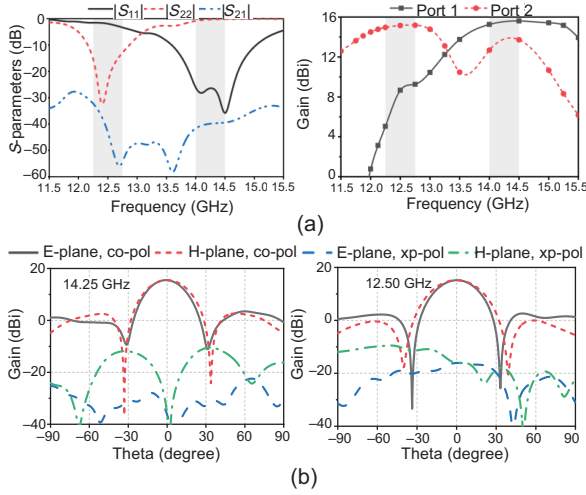 |S11| |S22| |S21|
S-parameters (dB)
0
−10
−20
−30
−40
−50
−60
11.5 12.0 12.5 13.0 13.5 14.0 14.5 15.0 15.5
Frequency (GHz)
Port 1 Port 2
Gain (dBi)
16
12
8
4
0
11.5 12.0 12.5 13.0 13.5 14.0 14.5 15.0 15.5
Frequency (GHz)
(a)
E-plane, co-pol H-plane, co-pol E-plane, xp-pol H-plane, xp-pol
14.25 GHz
Gain (dBi)
20
0
−20
−40
−90 −60 −30 0 30 60 90
Theta (degree)
12.50 GHz
Gain (dBi)
20
0
−20
−40
−90 −60 −30 0 30 60 90
Theta (degree)
(b)